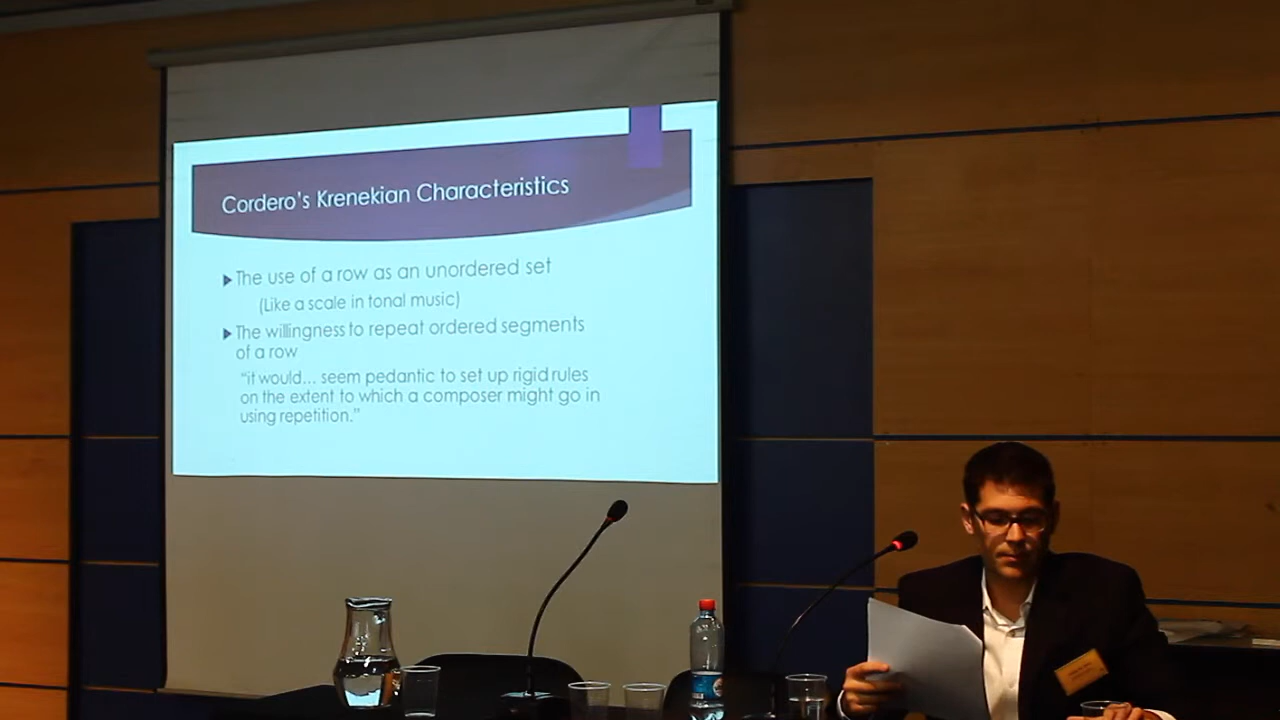 Cordero's Krenekian Characteristics
The use of a row as an unordered set
(Like a scale in tonal music)
The willingness to repeat ordered segments
of a row
"it would... seem pedantic to set up rigid rules
on the extent to which a composer might go in
using repetition."